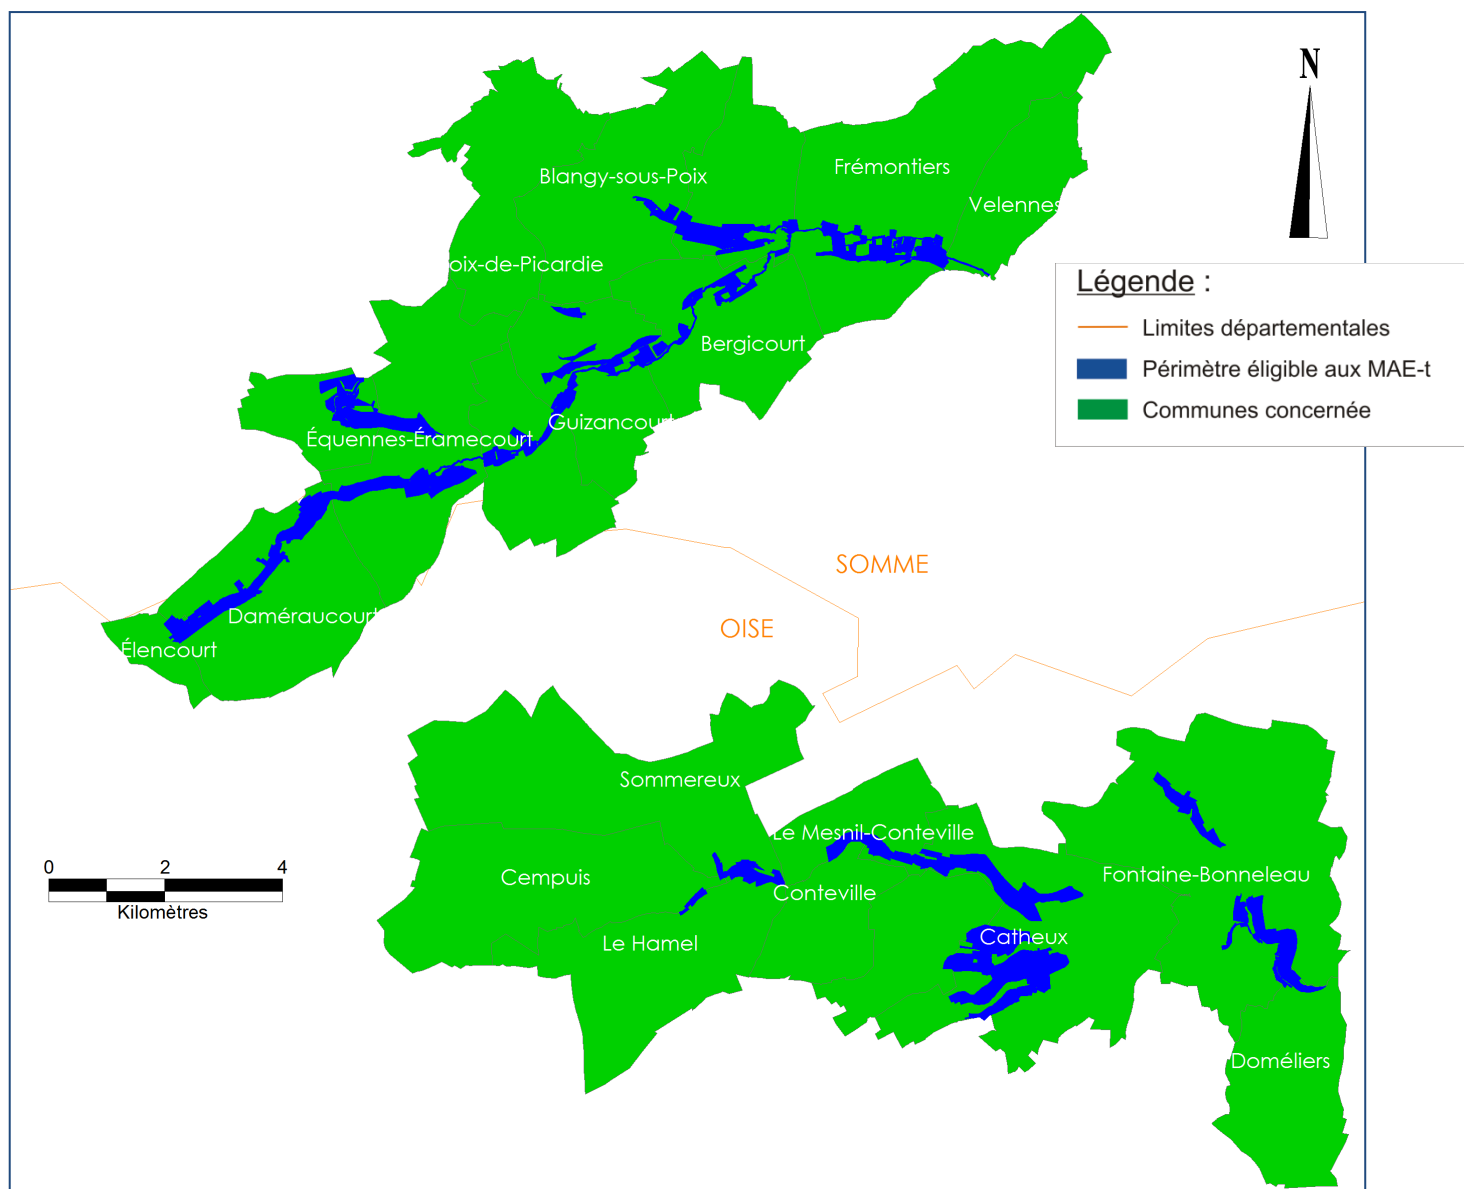 N
Blangy-sous-Poix
Frémontiers
Velennes
oix-de-Picardie
Bergicourt
Guizancourt
Équennes-Éramecourt
Daméraucourt
Élencourt
Légende :
Limites départementales
Périmètre éligible aux MAE-t
Communes concernée
SOMME
OISE
Sommereux
Le Mesnil-Conteville
Cempuis
Conteville
Fontaine-Bonneleau
Le Hamel
Catheux
Doméliers
0 2 4
Kilomètres